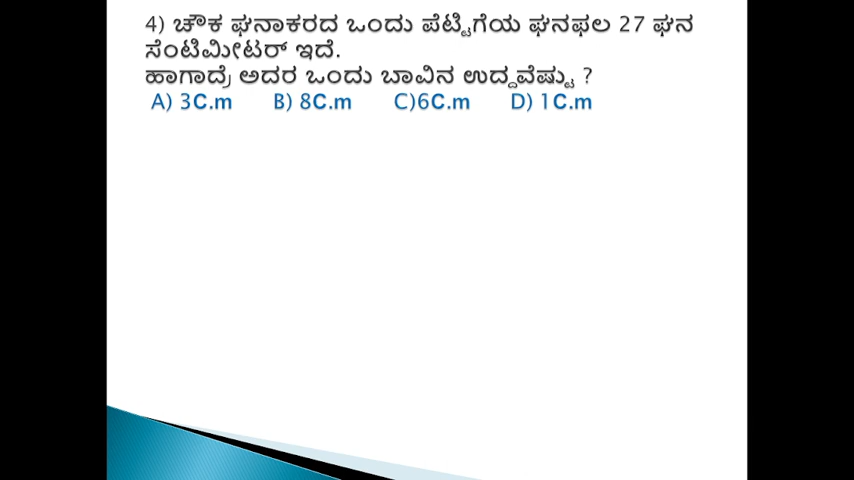 4) ಚೌಕ ಘನಾಕರದ ಒಂದು ಪೆಟ್ಟಿಗೆಯ ಘನಫಲ 27 ಘನ
ಸೆಂಟಿಮೀಟರ್ ಇದೆ.
ಹಾಗಾದ್ರೆ ಅದರ ಒಂದು ಬಾವಿನ ಉದ್ದವೆಷ್ಟು ?
A) 3C.m B) 8C.m C)6C.m D) 1C.m